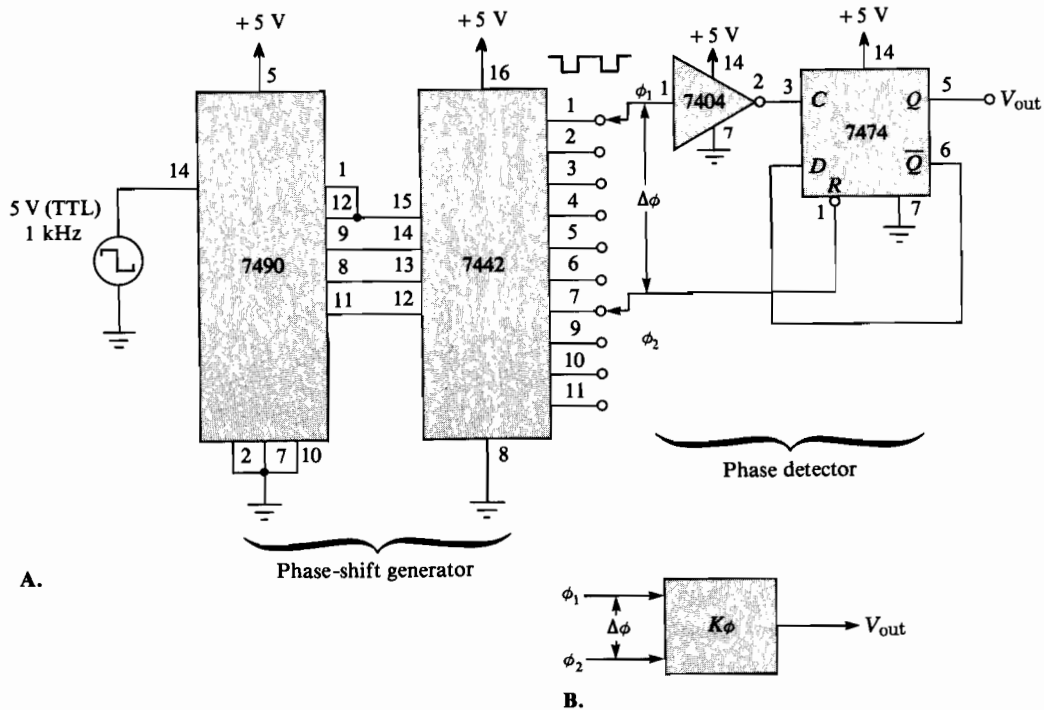 +5 V
+5 V
+5 V
+5 V
5
16
14
14
14
5 V (TTL)
1 kHz
7490
1
12
9
8
11
15
14
13
12
7442
1
2
3
4
5
6
7
9
10
11
ϕ1
Δϕ
ϕ2
1
7404
2
7
3
C
Q
5
Vout
7474
D
Q̅
6
R
1
7
2
7
10
8
Phase detector
Phase-shift generator
A.
ϕ1
Δϕ
ϕ2
Kϕ
Vout
B.